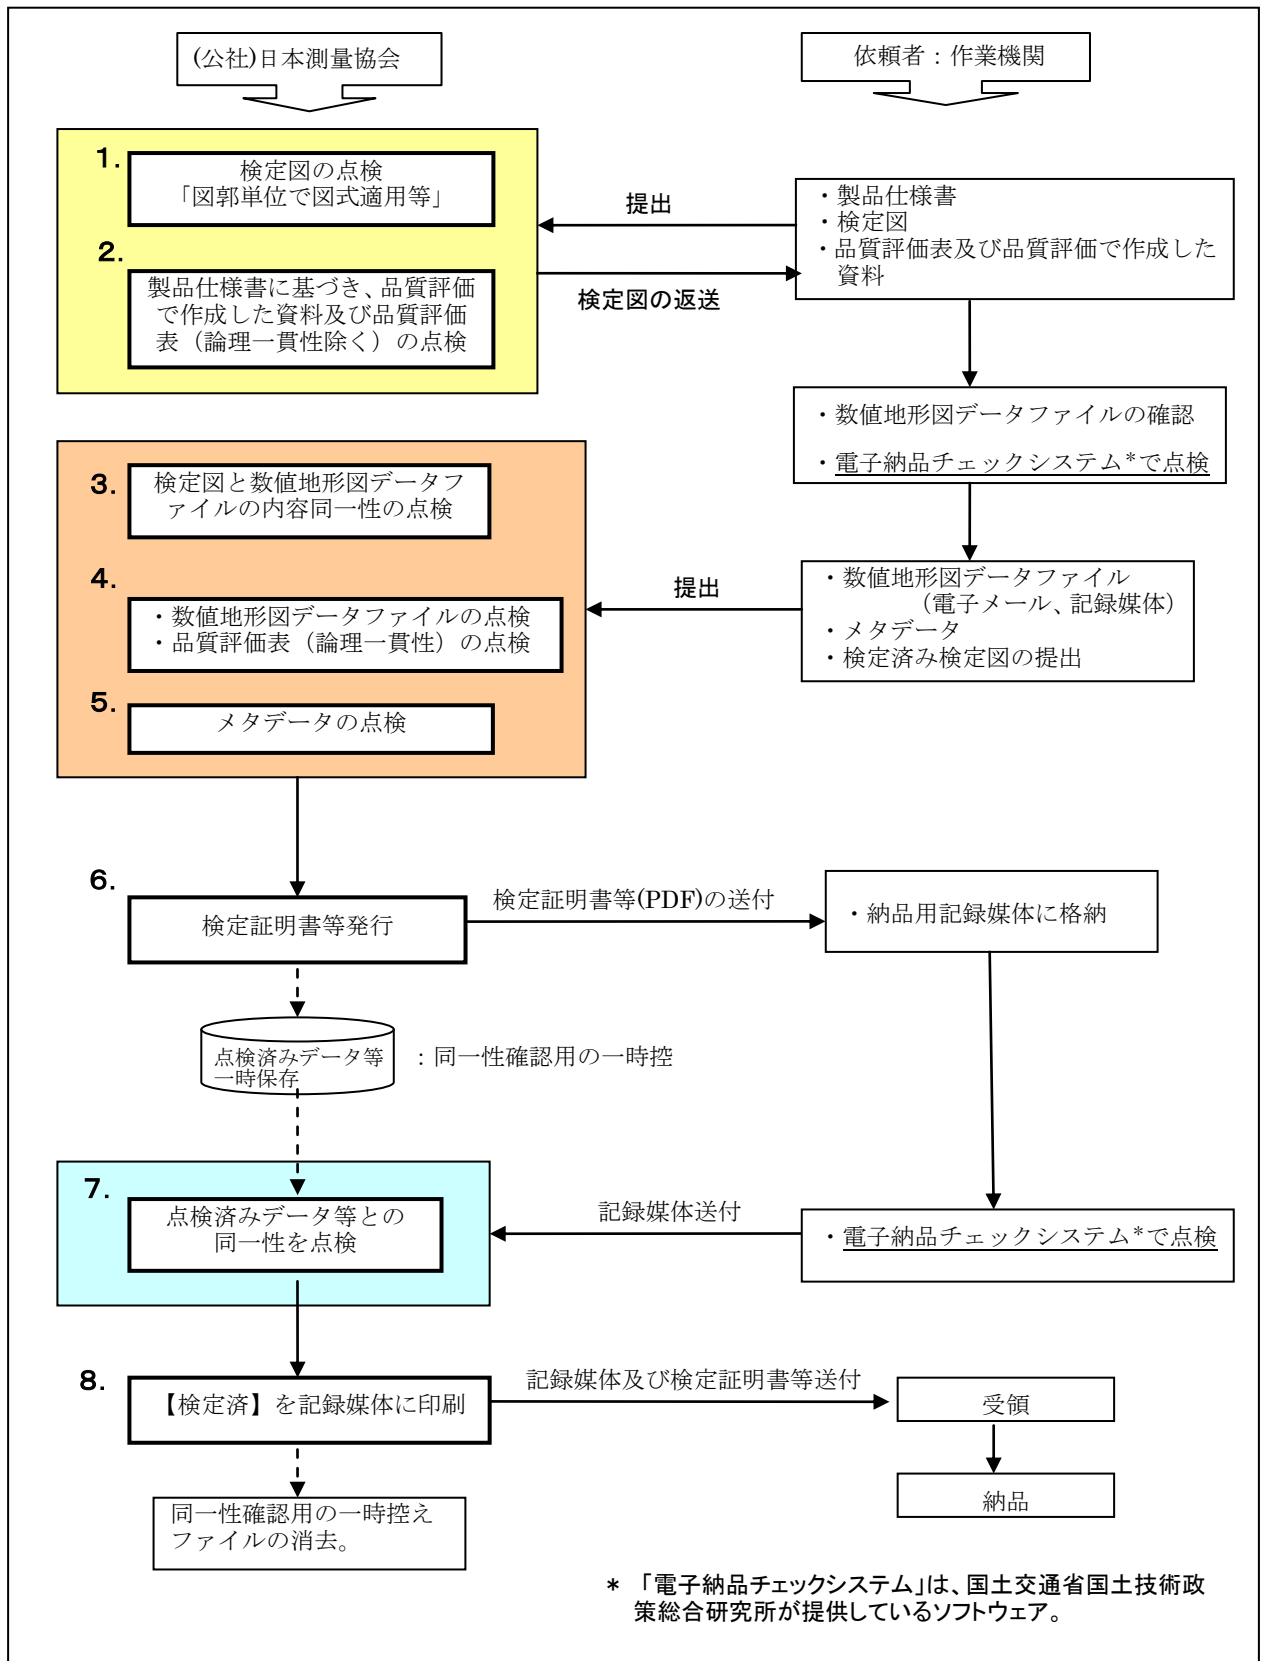 (公社)日本測量協会
依頼者：作業機関
1.
検定図の点検
「図郭単位で図式適用等」
提出
・製品仕様書
・検定図
・品質評価表及び品質評価で作成した
資料
2.
製品仕様書に基づき、品質評価
で作成した資料及び品質評価
表（論理一貫性除く）の点検
検定図の返送
・数値地形図データファイルの確認
・電子納品チェックシステム*で点検
3.
検定図と数値地形図データフ
ァイルの内容同一性の点検
4.
・数値地形図データファイルの点検
・品質評価表（論理一貫性）の点検
提出
・数値地形図データファイル
（電子メール、記録媒体）
・メタデータ
・検定済み検定図の提出
5.
メタデータの点検
6.
検定証明書等発行
検定証明書等(PDF)の送付
・納品用記録媒体に格納
点検済みデータ等
一時保存
：同一性確認用の一時控
7.
点検済みデータ等との
同一性を点検
記録媒体送付
・電子納品チェックシステム*で点検
8.
【検定済】を記録媒体に印刷
記録媒体及び検定証明書等送付
受領
納品
同一性確認用の一時控え
ファイルの消去。
* 「電子納品チェックシステム」は、国土交通省国土技術政
策総合研究所が提供しているソフトウェア。